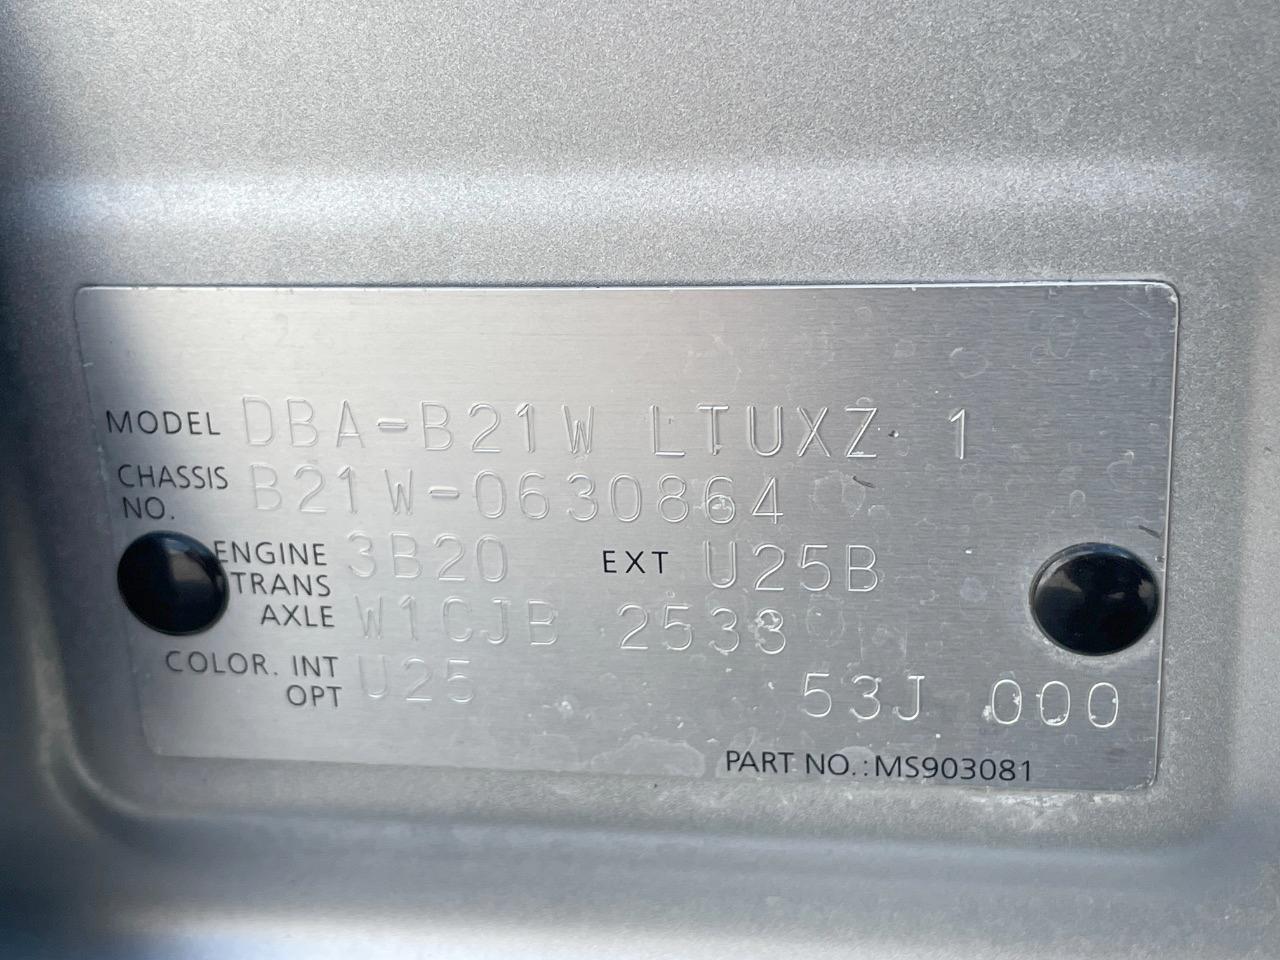 MODEL DBA-B21W LTUXZ 1
CHASSIS NO. B21W-0630864
ENGINE 3B20 EXT U25B
TRANS AXLE W1CJB 2533
COLOR. INT OPT U25 53J 000
PART NO.: MS903081